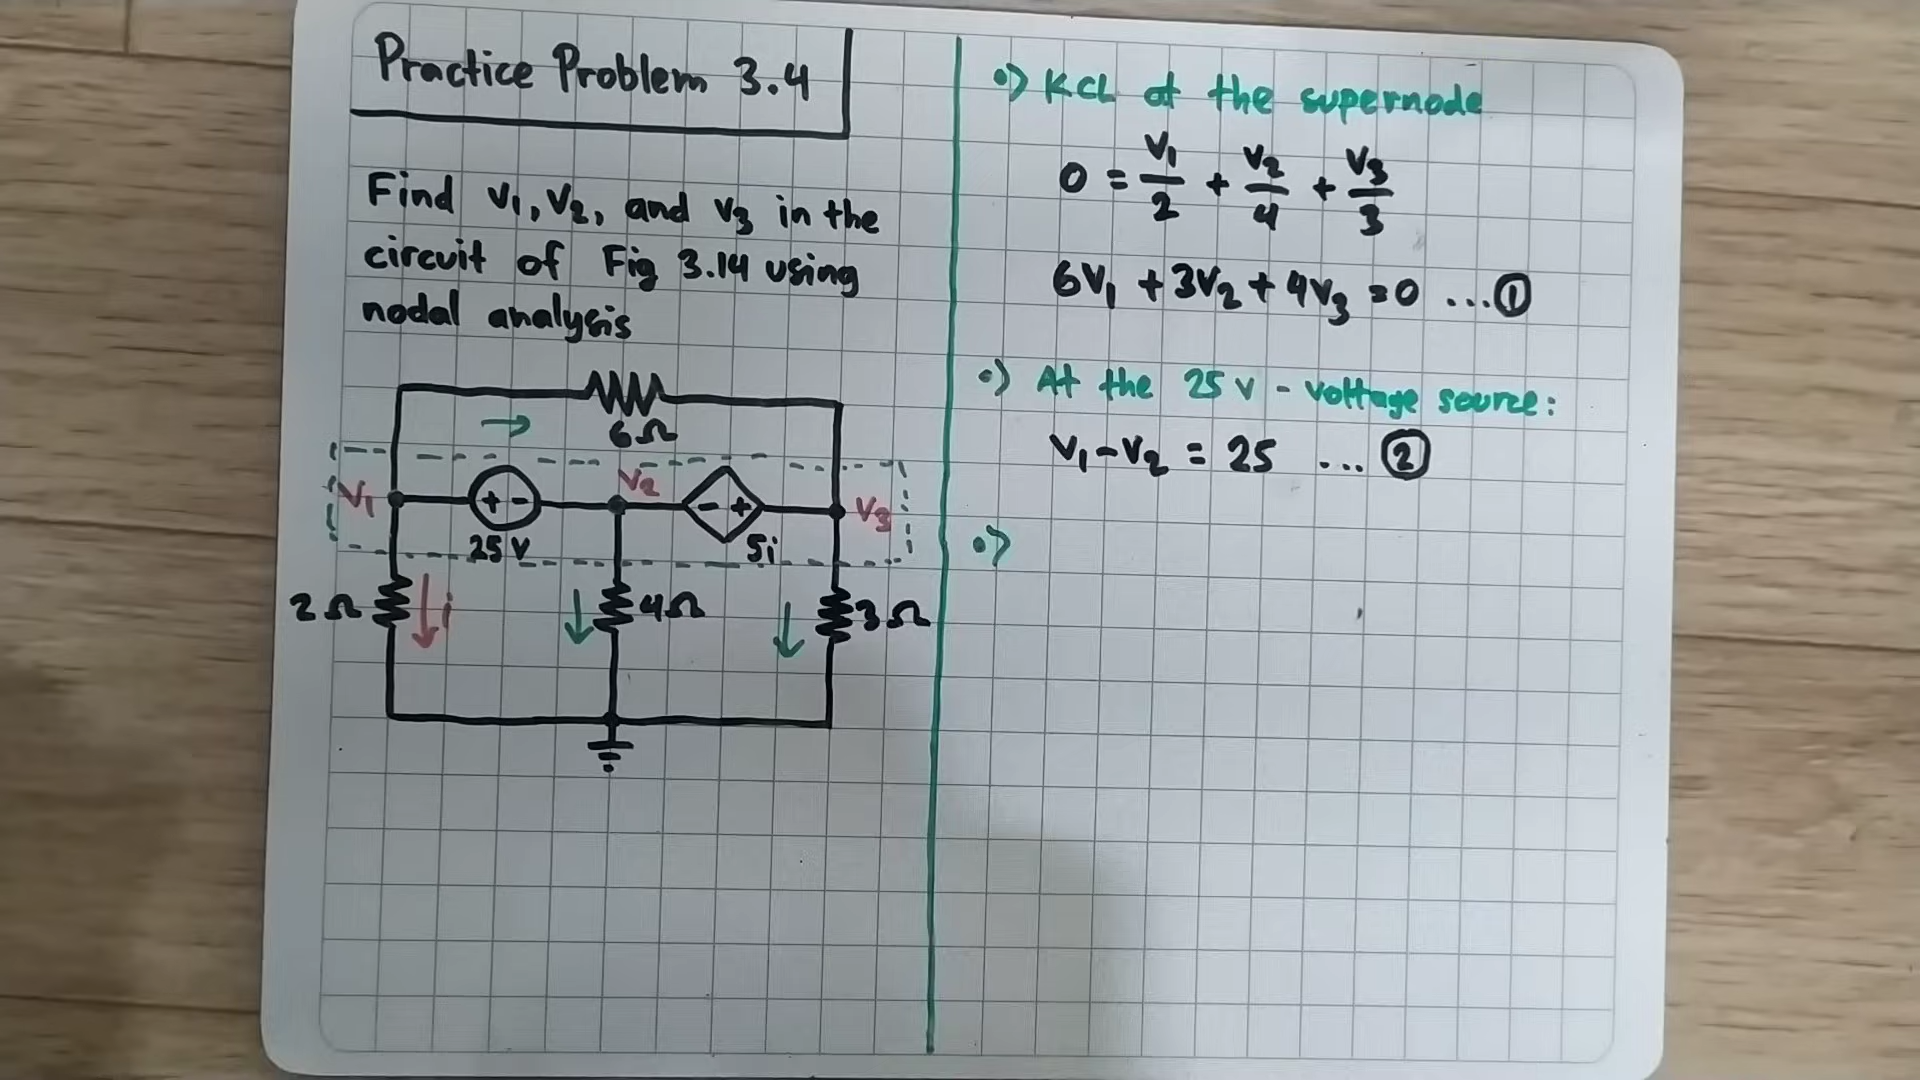 Practice Problem 3.4
Find v₁, v₂, and v₃ in the
circuit of Fig 3.14 using
nodal analysis
6Ω
v₁
+ -
25 V
v₂
- +
5i
v₃
2Ω
i
4Ω
3Ω
•) KCL at the supernode
0 = v₁/2 + v₂/4 + v₃/3
6v₁ + 3v₂ + 4v₃ = 0 ... ①
•) At the 25 V - voltage source:
v₁ - v₂ = 25 ... ②
•)